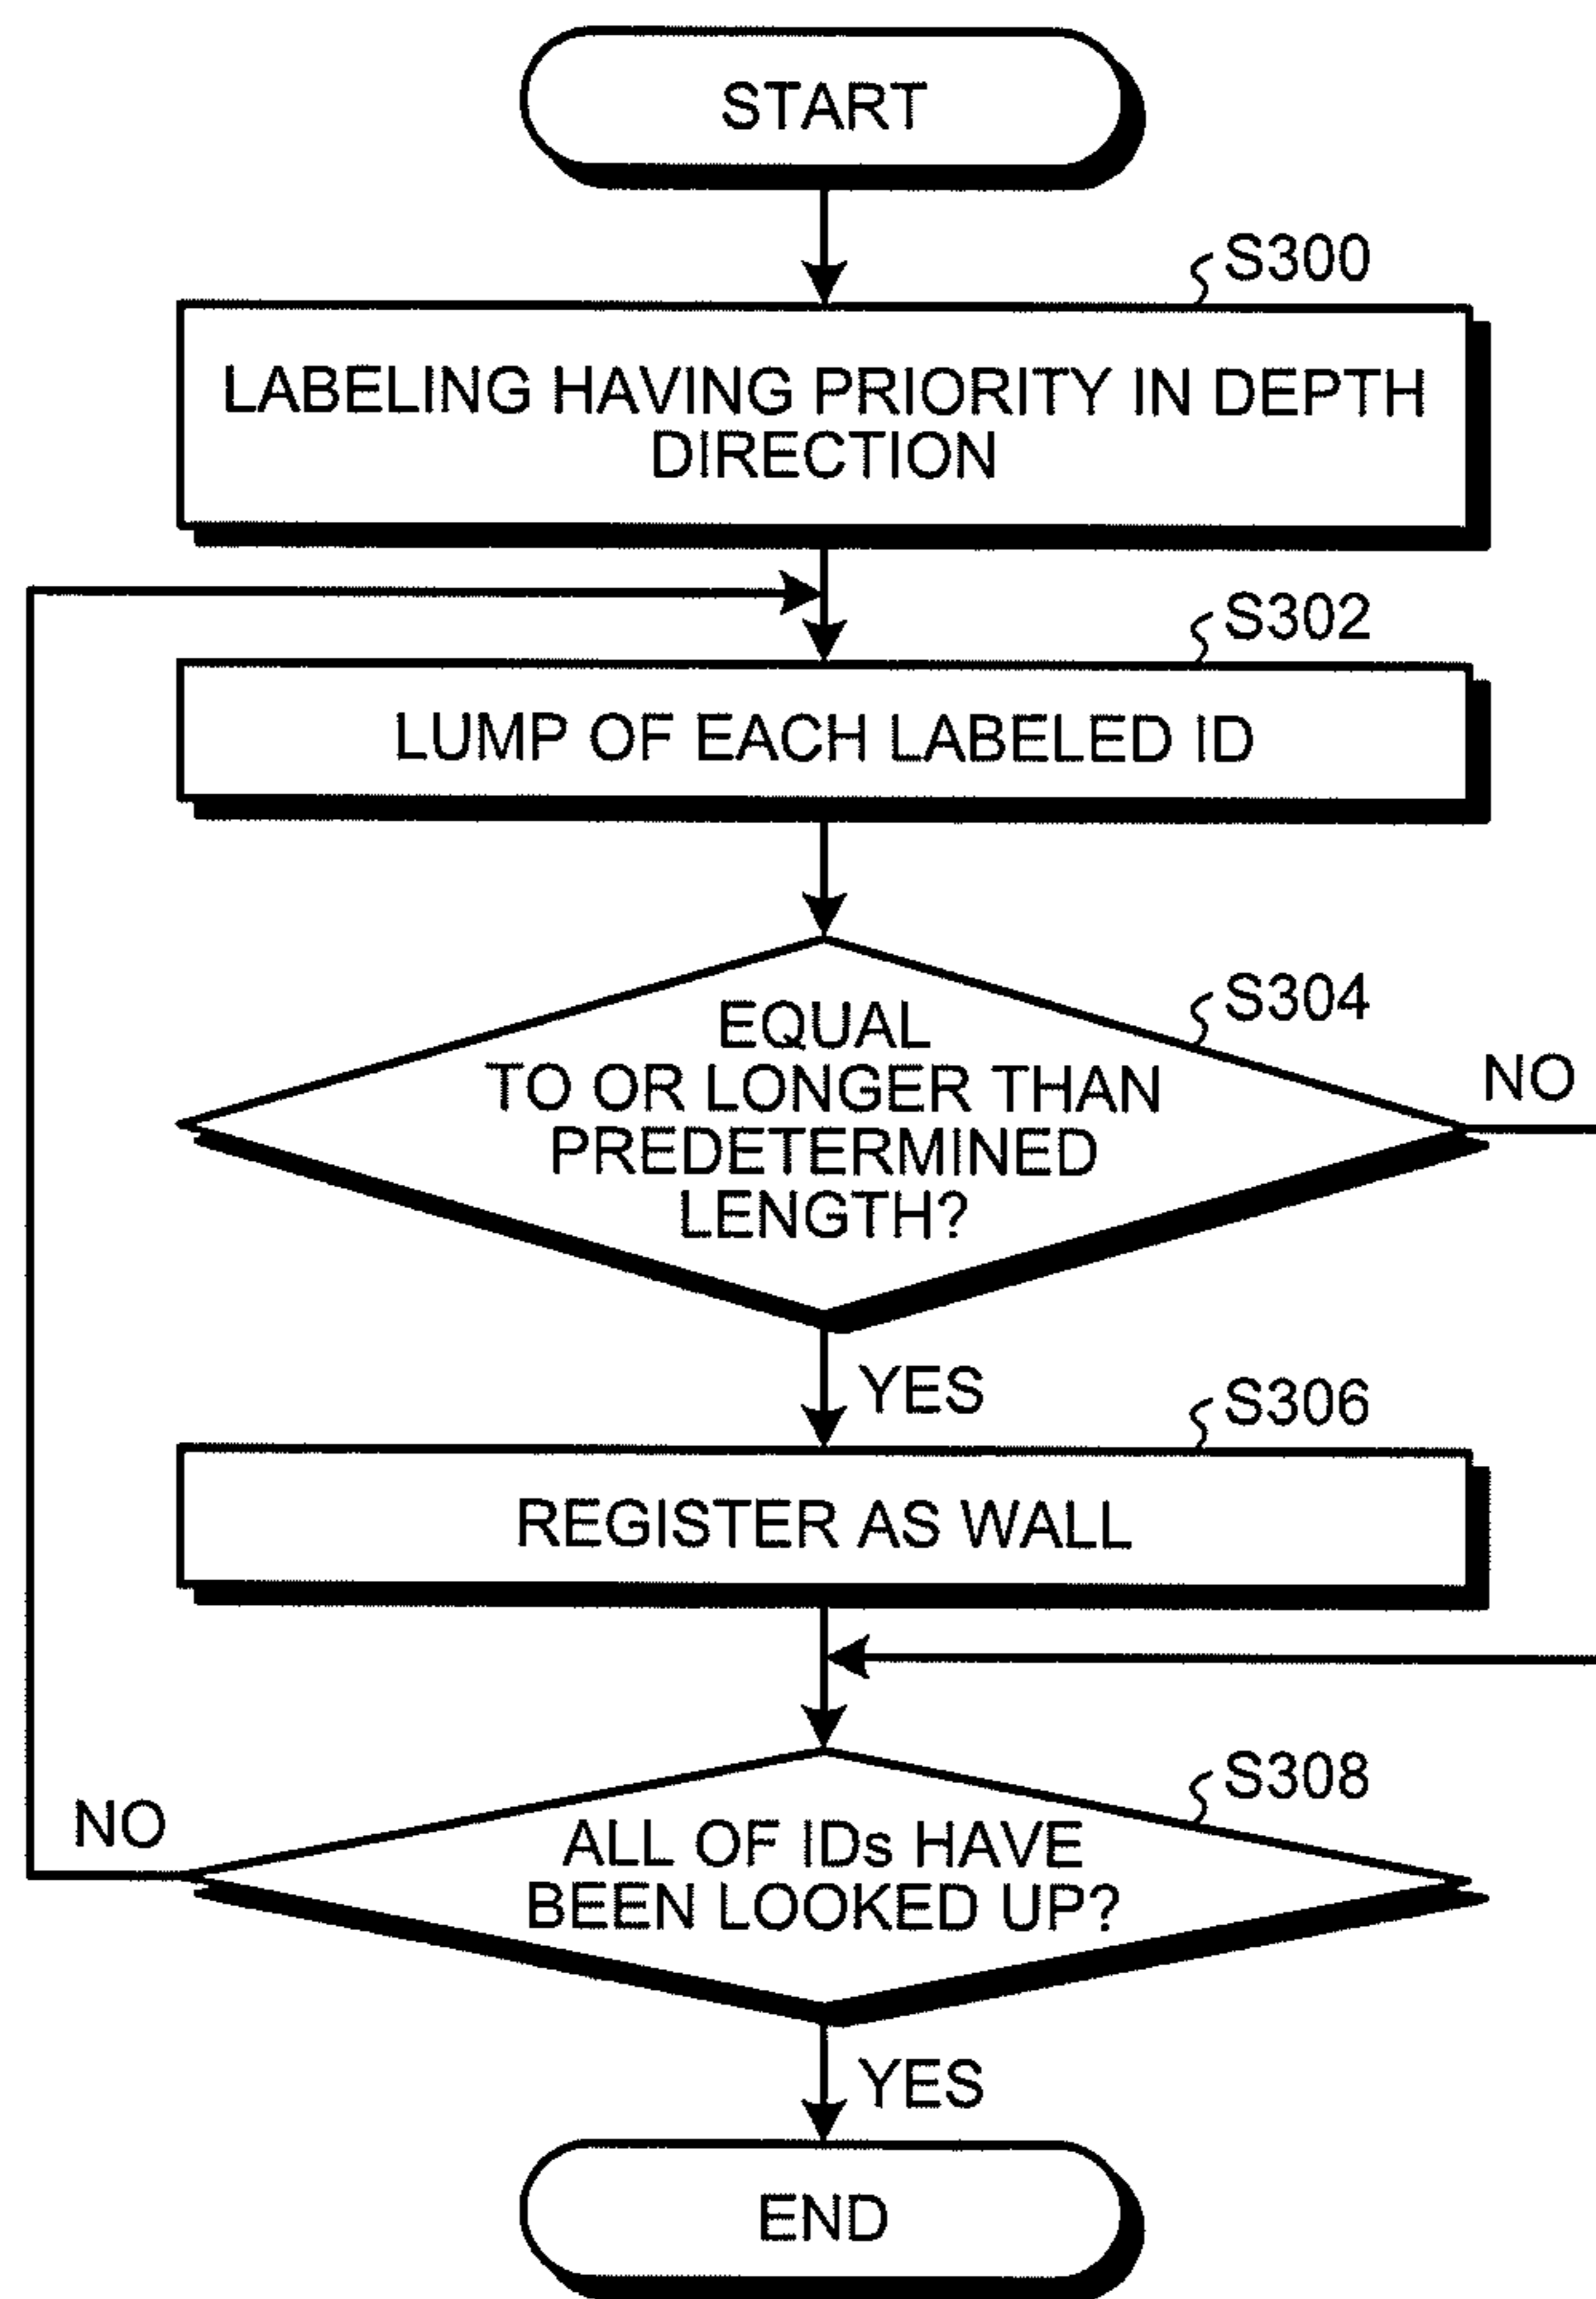 START
S300
LABELING HAVING PRIORITY IN DEPTH
DIRECTION
S302
LUMP OF EACH LABELED ID
S304
EQUAL
TO OR LONGER THAN
PREDETERMINED
LENGTH?
NO
YES
S306
REGISTER AS WALL
S308
NO
ALL OF IDs HAVE
BEEN LOOKED UP?
YES
END